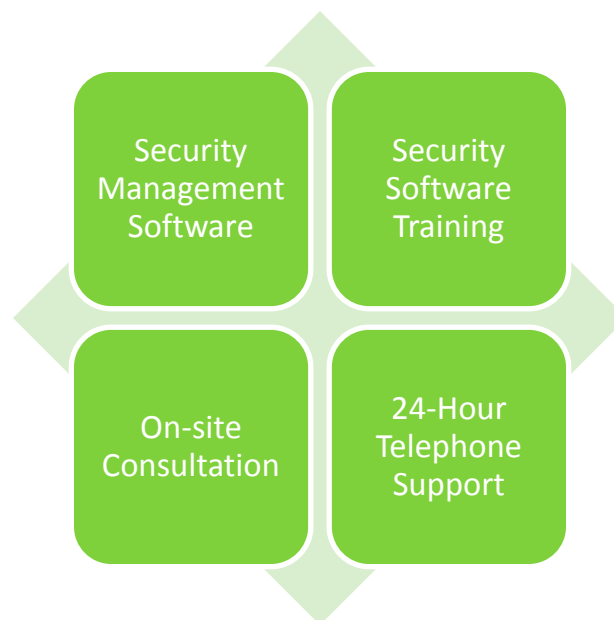 Security
Management
Software
Security
Software
Training
On-site
Consultation
24-Hour
Telephone
Support